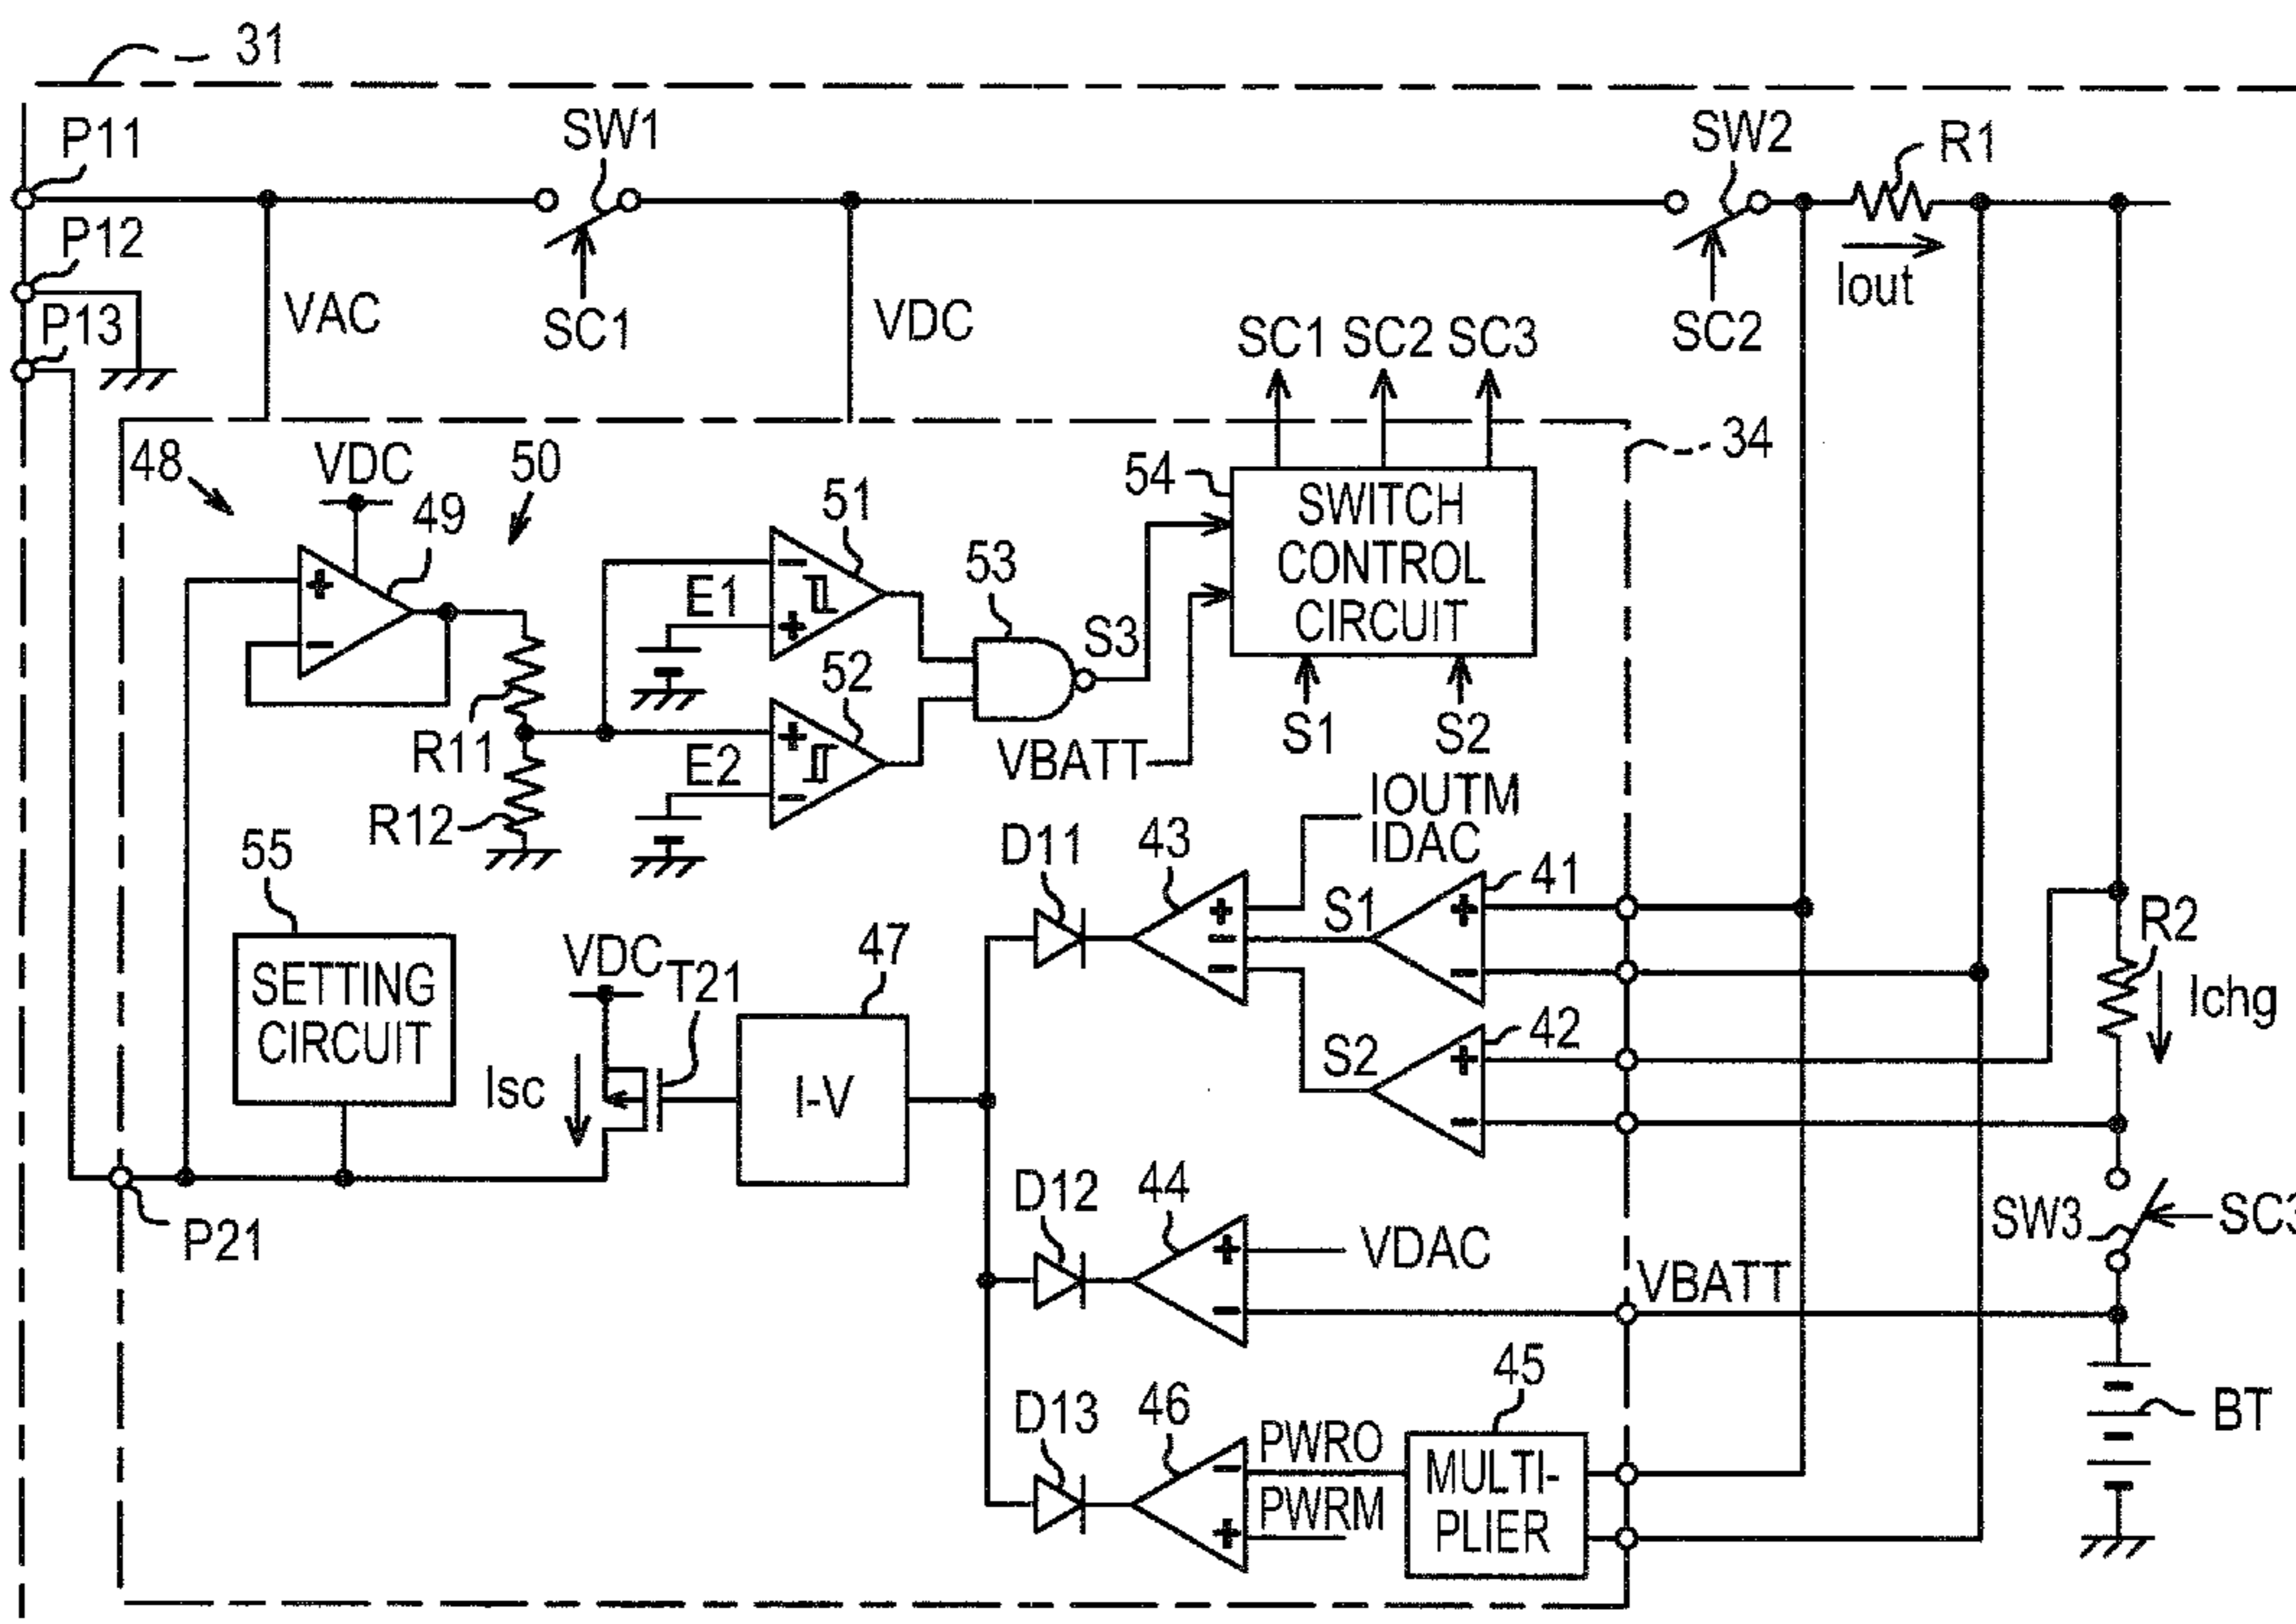 31
P11
SW1
SW2
R1
P12
P13
VAC
SC1
VDC
Iout
SC2
SC1 SC2 SC3
34
48
VDC
50
49
51
54
SWITCH
CONTROL
CIRCUIT
E1
53
S3
52
S1
S2
R11
E2
VBATT
R12
IOUTM
IDAC
D11
43
41
55
S1
R2
SETTING
CIRCUIT
VDC
T21
47
Ichg
42
S2
Isc
I-V
D12
44
SW3
SC3
P21
VDAC
VBATT
45
D13
46
PWRO
MULTI-
PLIER
BT
PWRM